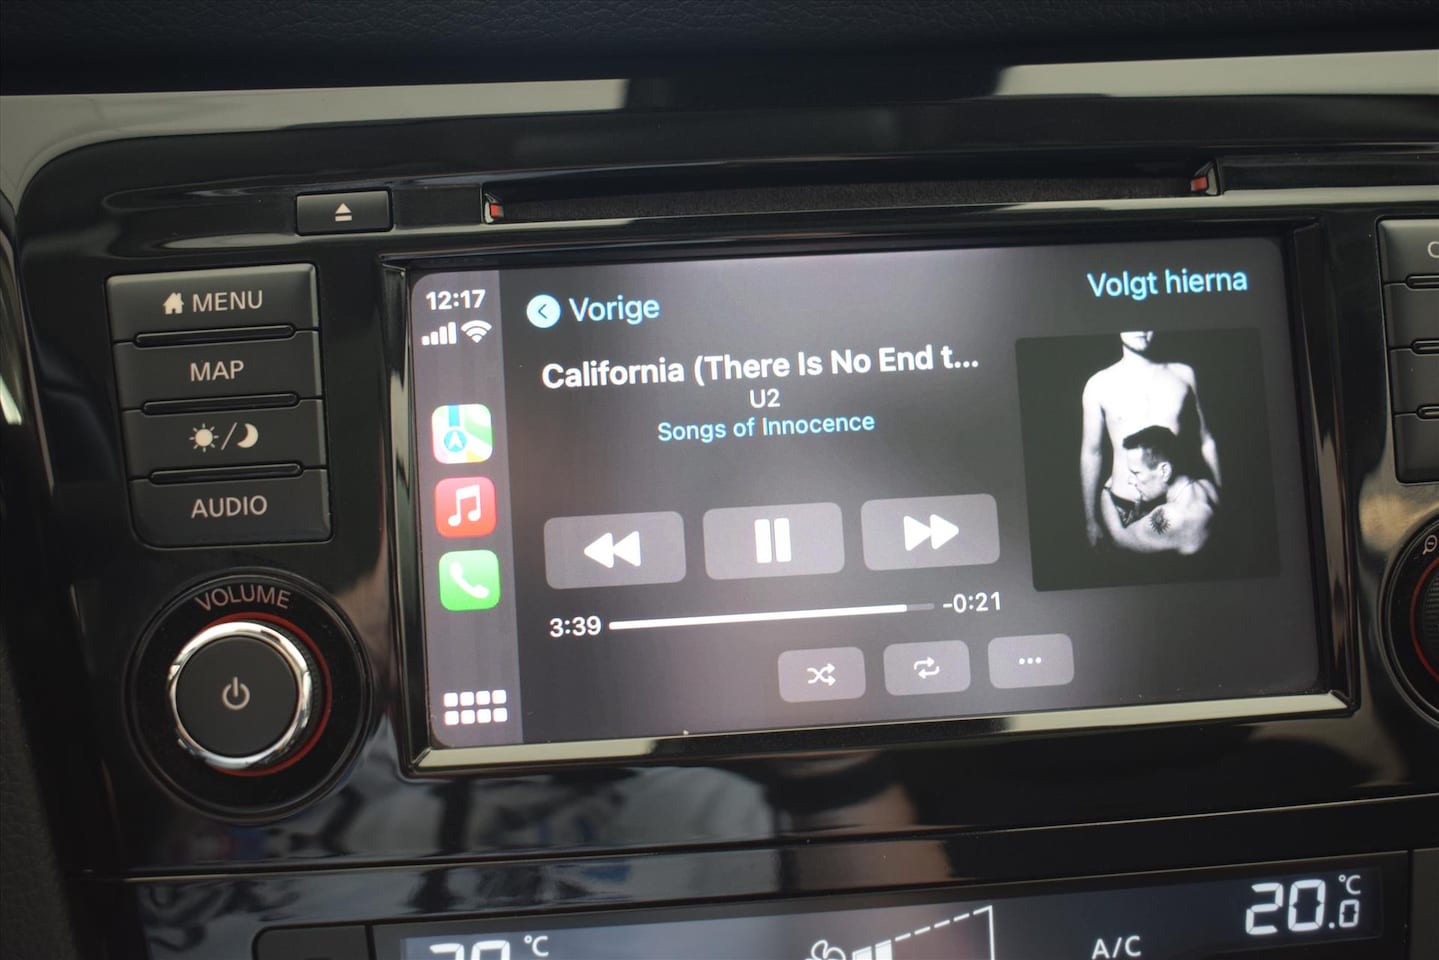 MENU
MAP
AUDIO
VOLUME
12:17
Vorige
Volgt hierna
California (There Is No End t...
U2
Songs of Innocence
3:39
-0:21
°C
A/C
20.0 °C